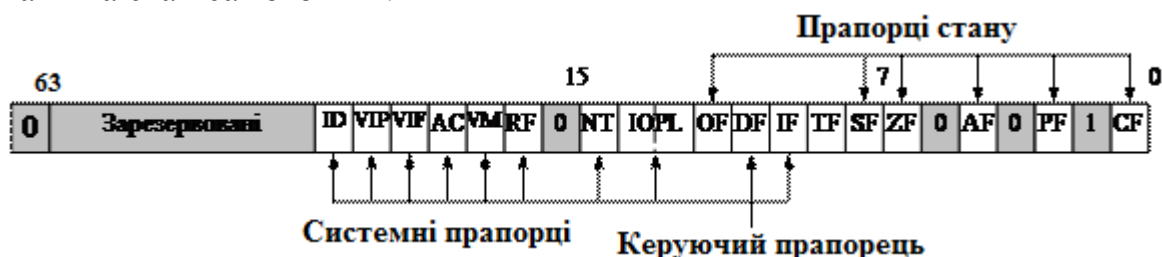 Прапорці стану
63 15 7 0
0 Зарезервовані ID VIP VIF AC VM RF 0 NT IOPL OF DF IF TF SF ZF 0 AF 0 PF 1 CF
Системні прапорці
Керуючий прапорець